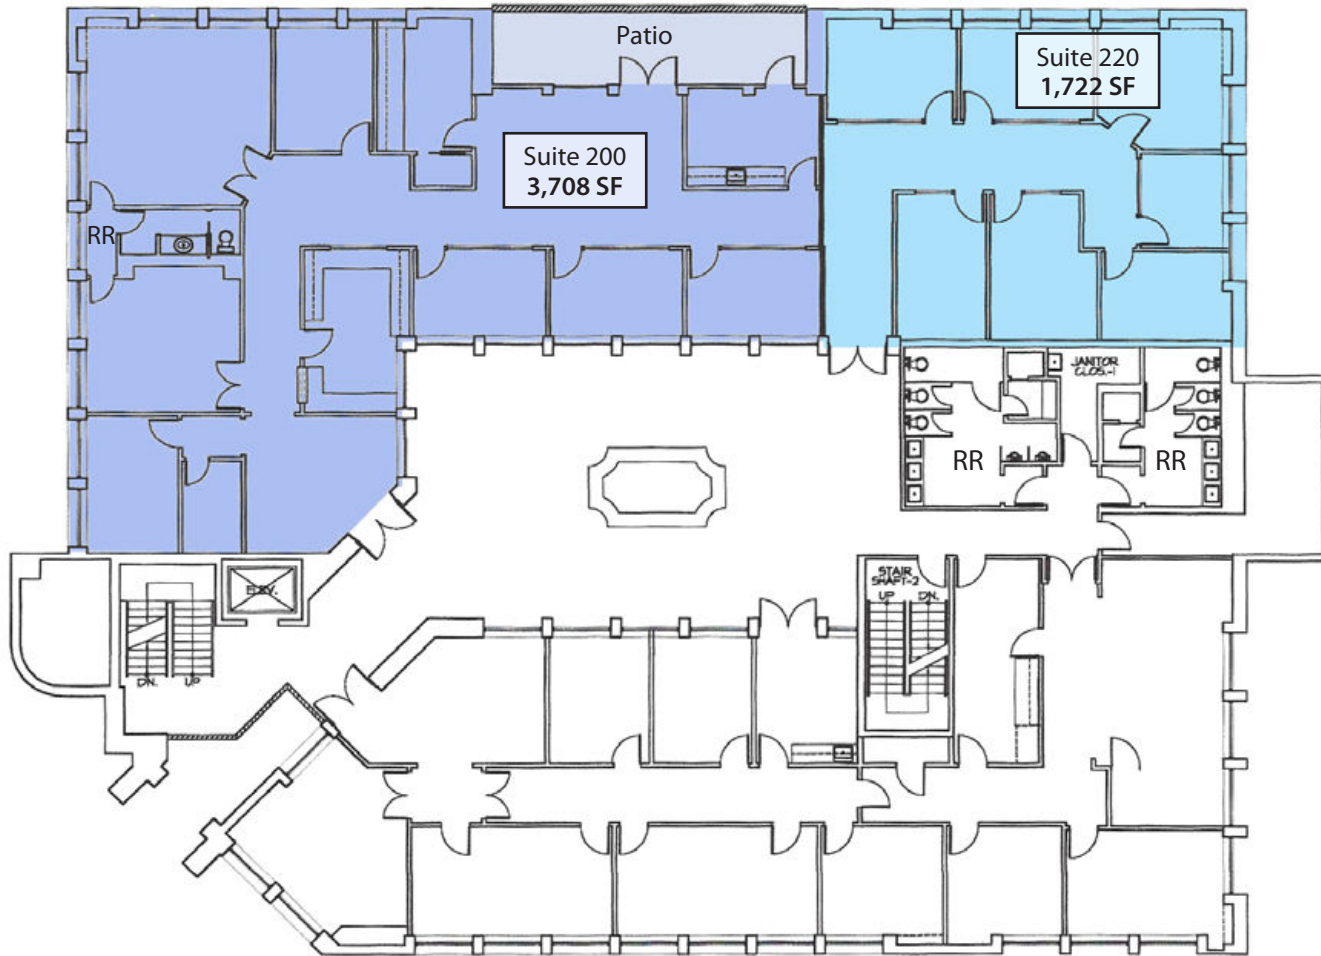 Patio
Suite 220
1,722 SF
Suite 200
3,708 SF
RR
JANITOR
CLOS.-1
RR
RR
STAIR
SHAFT-2
UP DN.
ELEV.
DN. UP